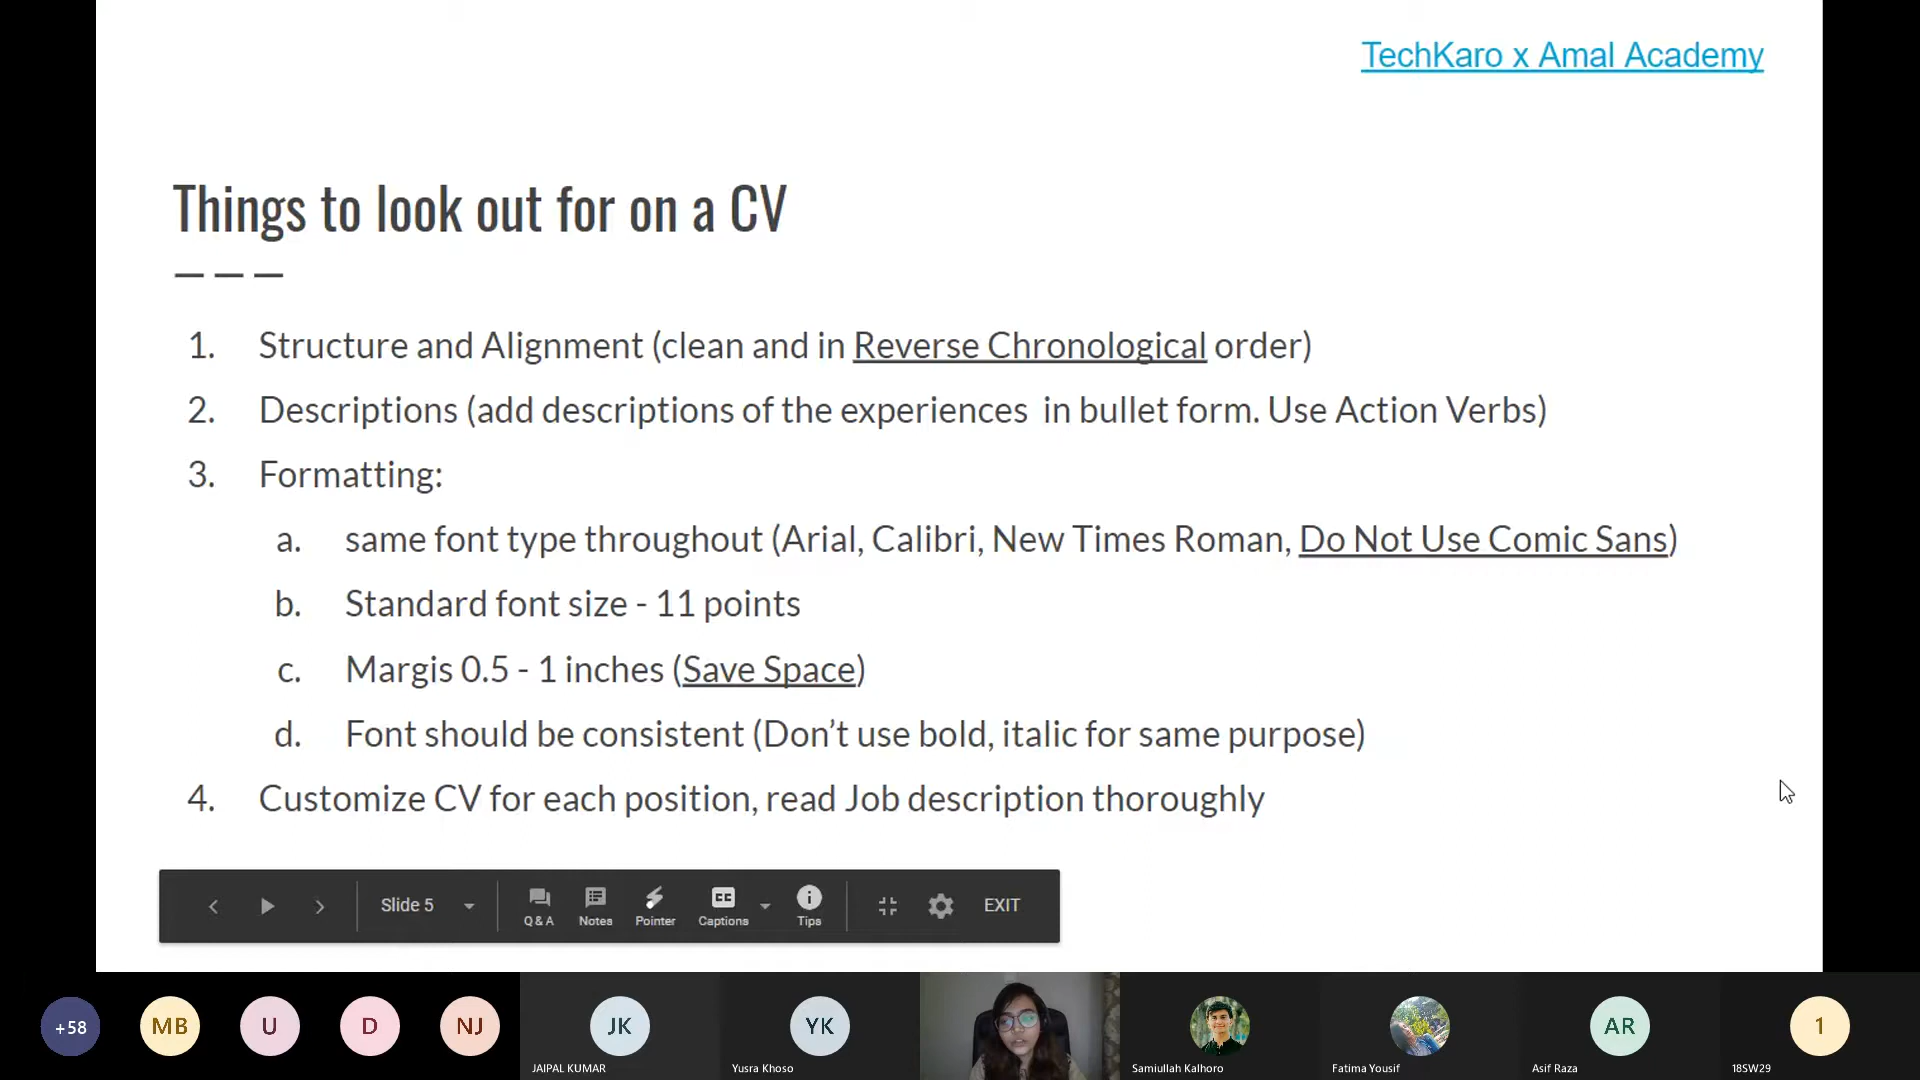 TechKaro x Amal Academy
Things to look out for on a CV
1. Structure and Alignment (clean and in Reverse Chronological order)
2. Descriptions (add descriptions of the experiences  in bullet form. Use Action Verbs)
3. Formatting:
a. same font type throughout (Arial, Calibri, New Times Roman, Do Not Use Comic Sans)
b. Standard font size - 11 points
c. Margis 0.5 - 1 inches (Save Space)
d. Font should be consistent (Don’t use bold, italic for same purpose)
4. Customize CV for each position, read Job description thoroughly
Slide 5 Q & A Notes Pointer CC Captions Tips EXIT
+58 MB U D NJ JK YK AR 1
JAIPAL KUMAR Yusra Khoso Samiullah Kalhoro Fatima Yousif Asif Raza 18SW29